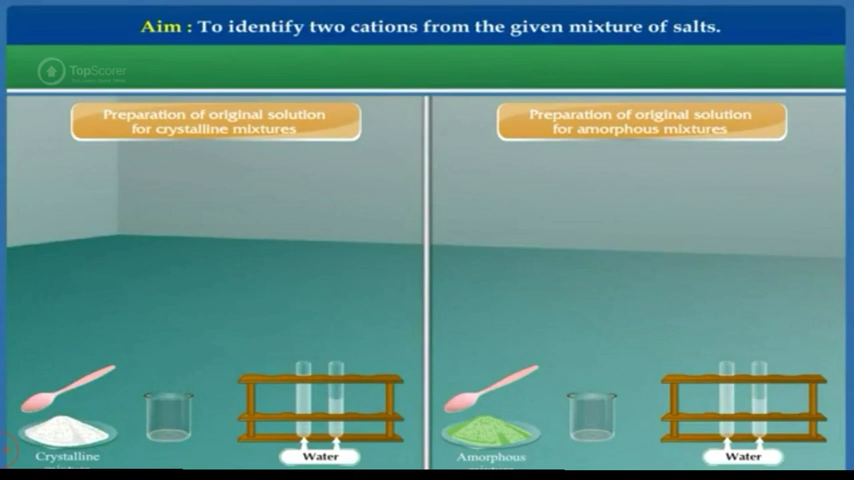 Aim : To identify two cations from the given mixture of salts.
TopScorer
Preparation of original solution
for crystalline mixtures
Preparation of original solution
for amorphous mixtures
Crystalline
Water
Amorphous
Water